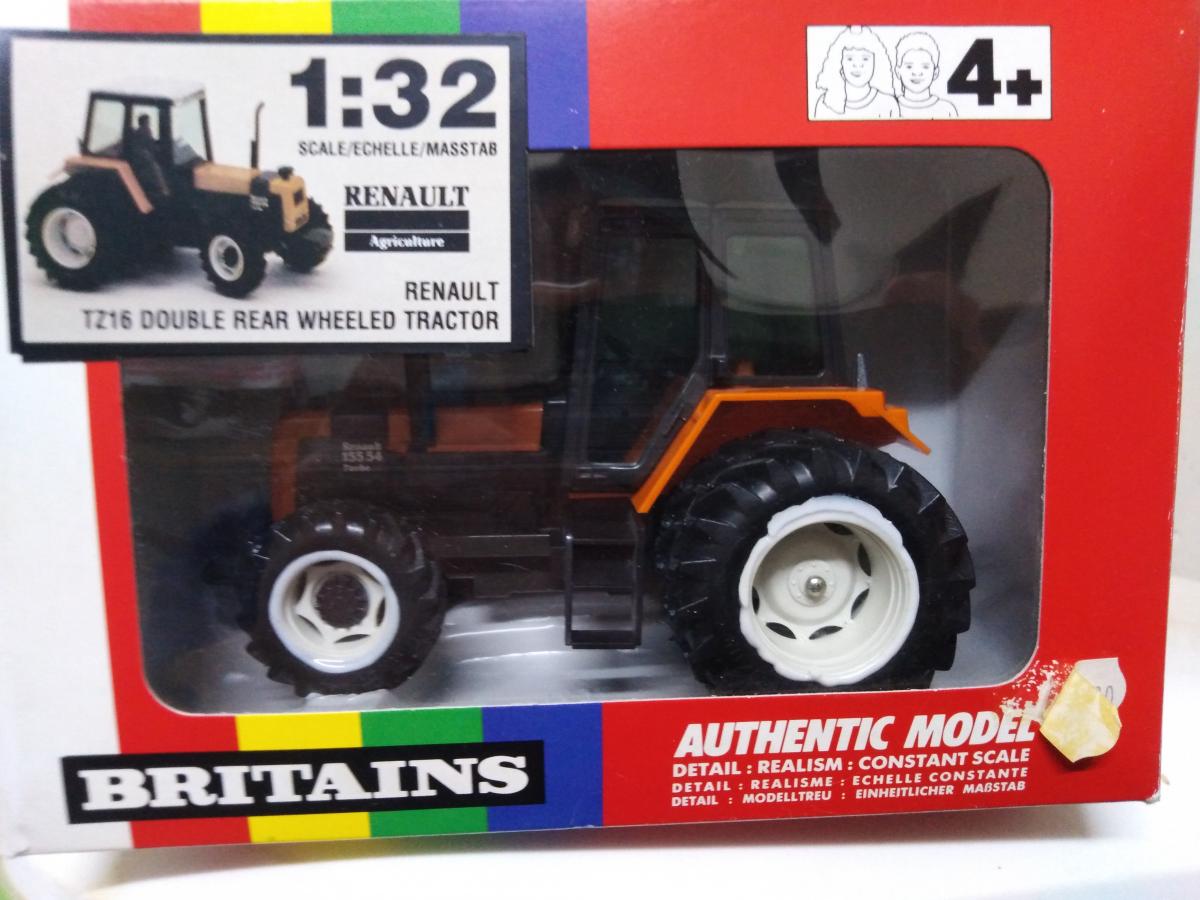 1:32
SCALE/ECHELLE/MASSTAB
RENAULT
Agriculture
RENAULT
TZ16 DOUBLE REAR WHEELED TRACTOR
4+
Renault
155.54
Turbo
BRITAINS
AUTHENTIC MODEL
DETAIL : REALISM : CONSTANT SCALE
DETAIL : REALISME : ECHELLE CONSTANTE
DETAIL : MODELLTREU : EINHEITLICHER MAßSTAB